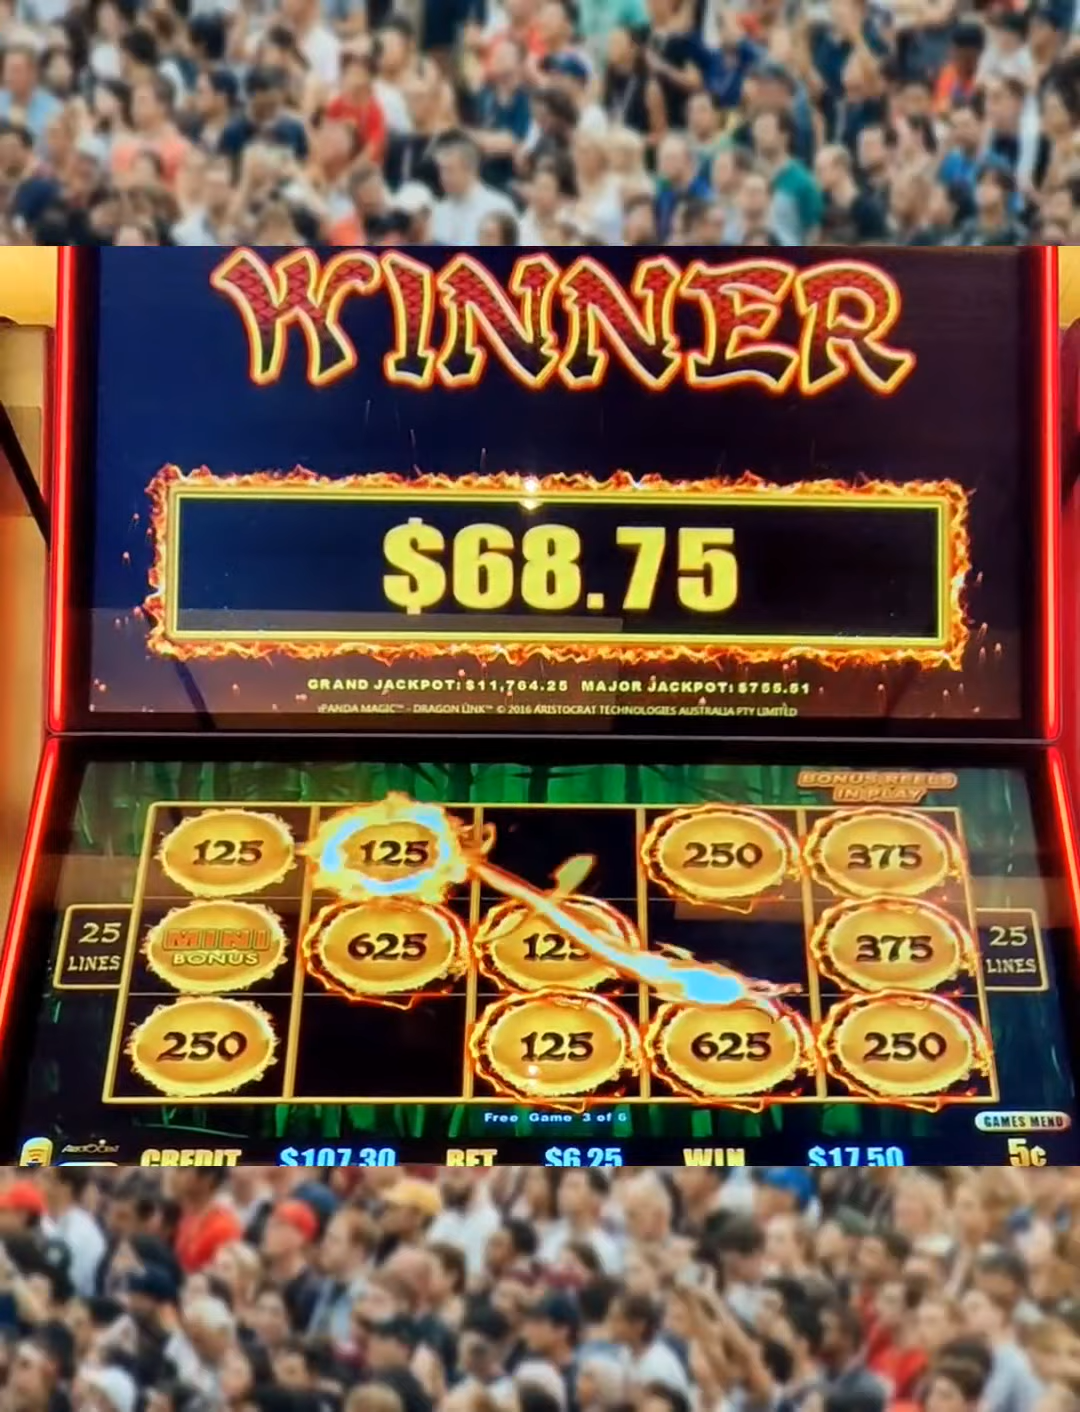 WINNER
$68.75
GRAND JACKPOT: $11,764.25 MAJOR JACKPOT: $755.51
PANDA MAGIC™ - DRAGON LINK™ © 2016 ARISTOCRAT TECHNOLOGIES AUSTRALIA PTY LIMITED
BONUS REELS
IN PLAY
125 125 250 375
25 LINES
MINI BONUS
625 125 375
25 LINES
250 125 625 250
Free Game 3 of 6
GAMES MENU
CREDIT $107.30 BET $6.25 WIN $17.50 5¢